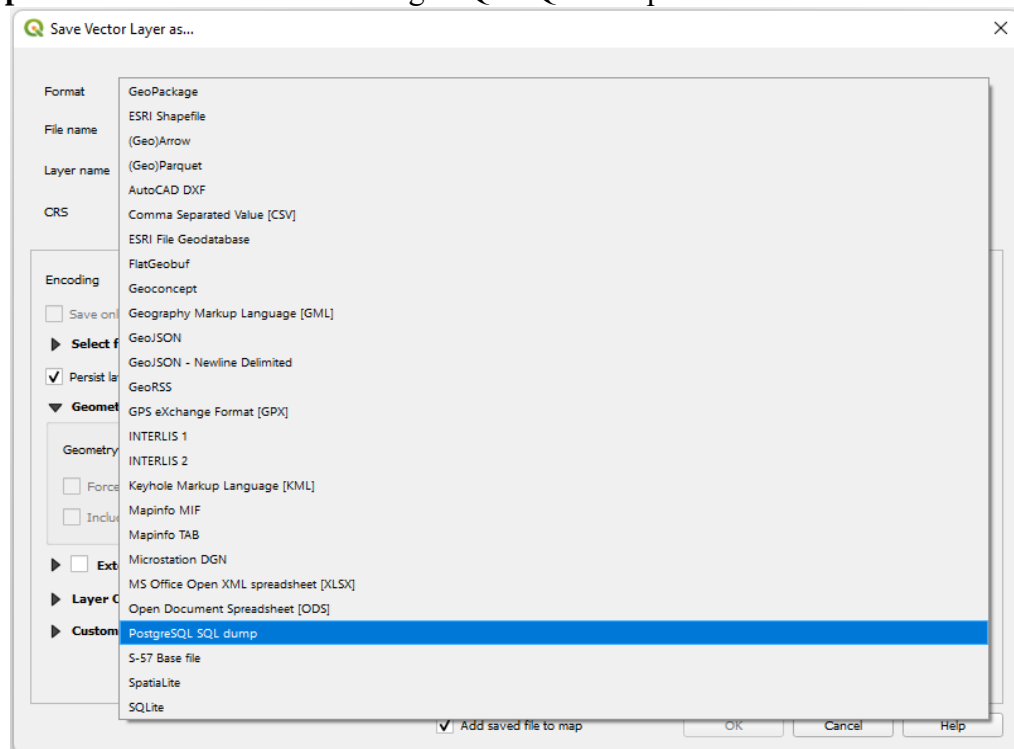 Save Vector Layer as...
Format
GeoPackage
ESRI Shapefile
File name
(Geo)Arrow
Layer name
(Geo)Parquet
AutoCAD DXF
CRS
Comma Separated Value [CSV]
ESRI File Geodatabase
FlatGeobuf
Encoding
Geoconcept
Save onl
Geography Markup Language [GML]
Select f
GeoJSON
GeoJSON - Newline Delimited
Persist la
GeoRSS
Geomet
GPS eXchange Format [GPX]
INTERLIS 1
Geometry
INTERLIS 2
Force
Keyhole Markup Language [KML]
Mapinfo MIF
Inclu
Mapinfo TAB
Microstation DGN
Ext
MS Office Open XML spreadsheet [XLSX]
Layer O
Open Document Spreadsheet [ODS]
Custom
PostgreSQL SQL dump
S-57 Base file
SpatiaLite
SQLite
Add saved file to map
OK
Cancel
Help